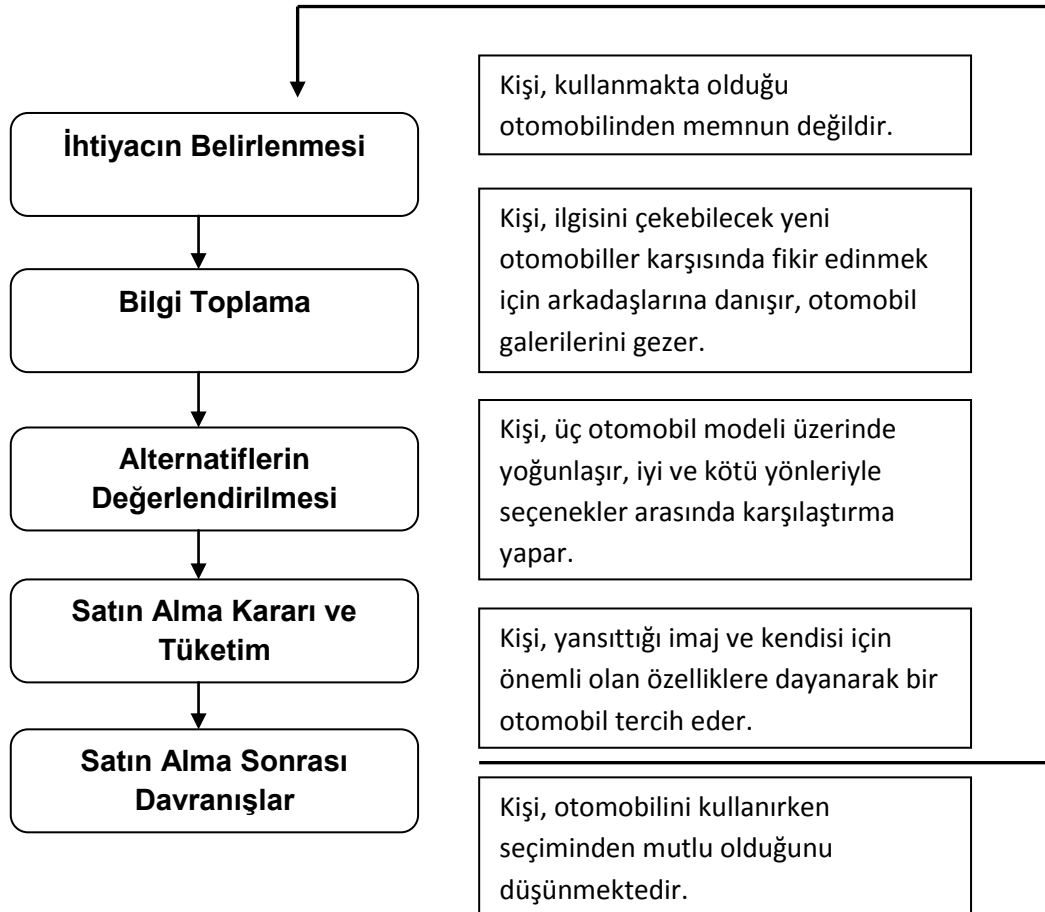 İhtiyacın Belirlenmesi
Kişi, kullanmakta olduğu
otomobilinden memnun değildir.
Bilgi Toplama
Kişi, ilgisini çekebilecek yeni
otomobiller karşısında fikir edinmek
için arkadaşlarına danışır, otomobil
galerilerini gezer.
Alternatiflerin
Değerlendirilmesi
Kişi, üç otomobil modeli üzerinde
yoğunlaşır, iyi ve kötü yönleriyle
seçenekler arasında karşılaştırma
yapar.
Satın Alma Kararı ve
Tüketim
Kişi, yansıttığı imaj ve kendisi için
önemli olan özelliklere dayanarak bir
otomobil tercih eder.
Satın Alma Sonrası
Davranışlar
Kişi, otomobilini kullanırken
seçiminden mutlu olduğunu
düşünmektedir.